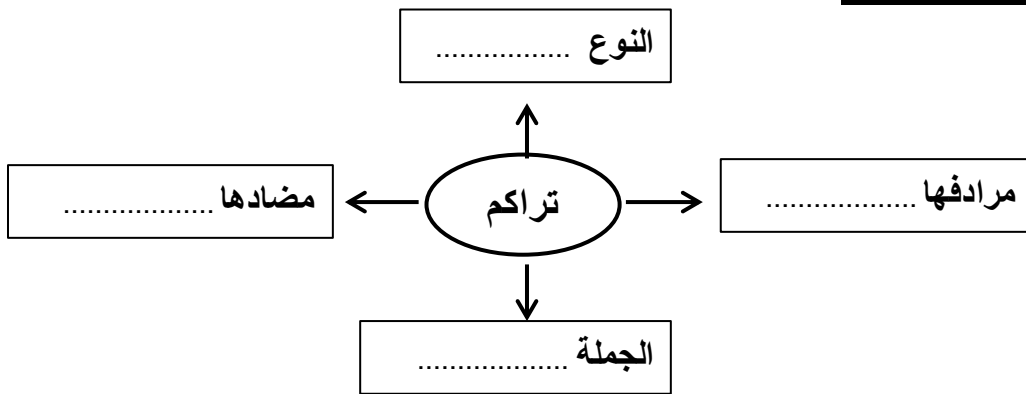 النوع ................
مرادفها ..................
تراكم
مضادها ..................
الجملة ..................